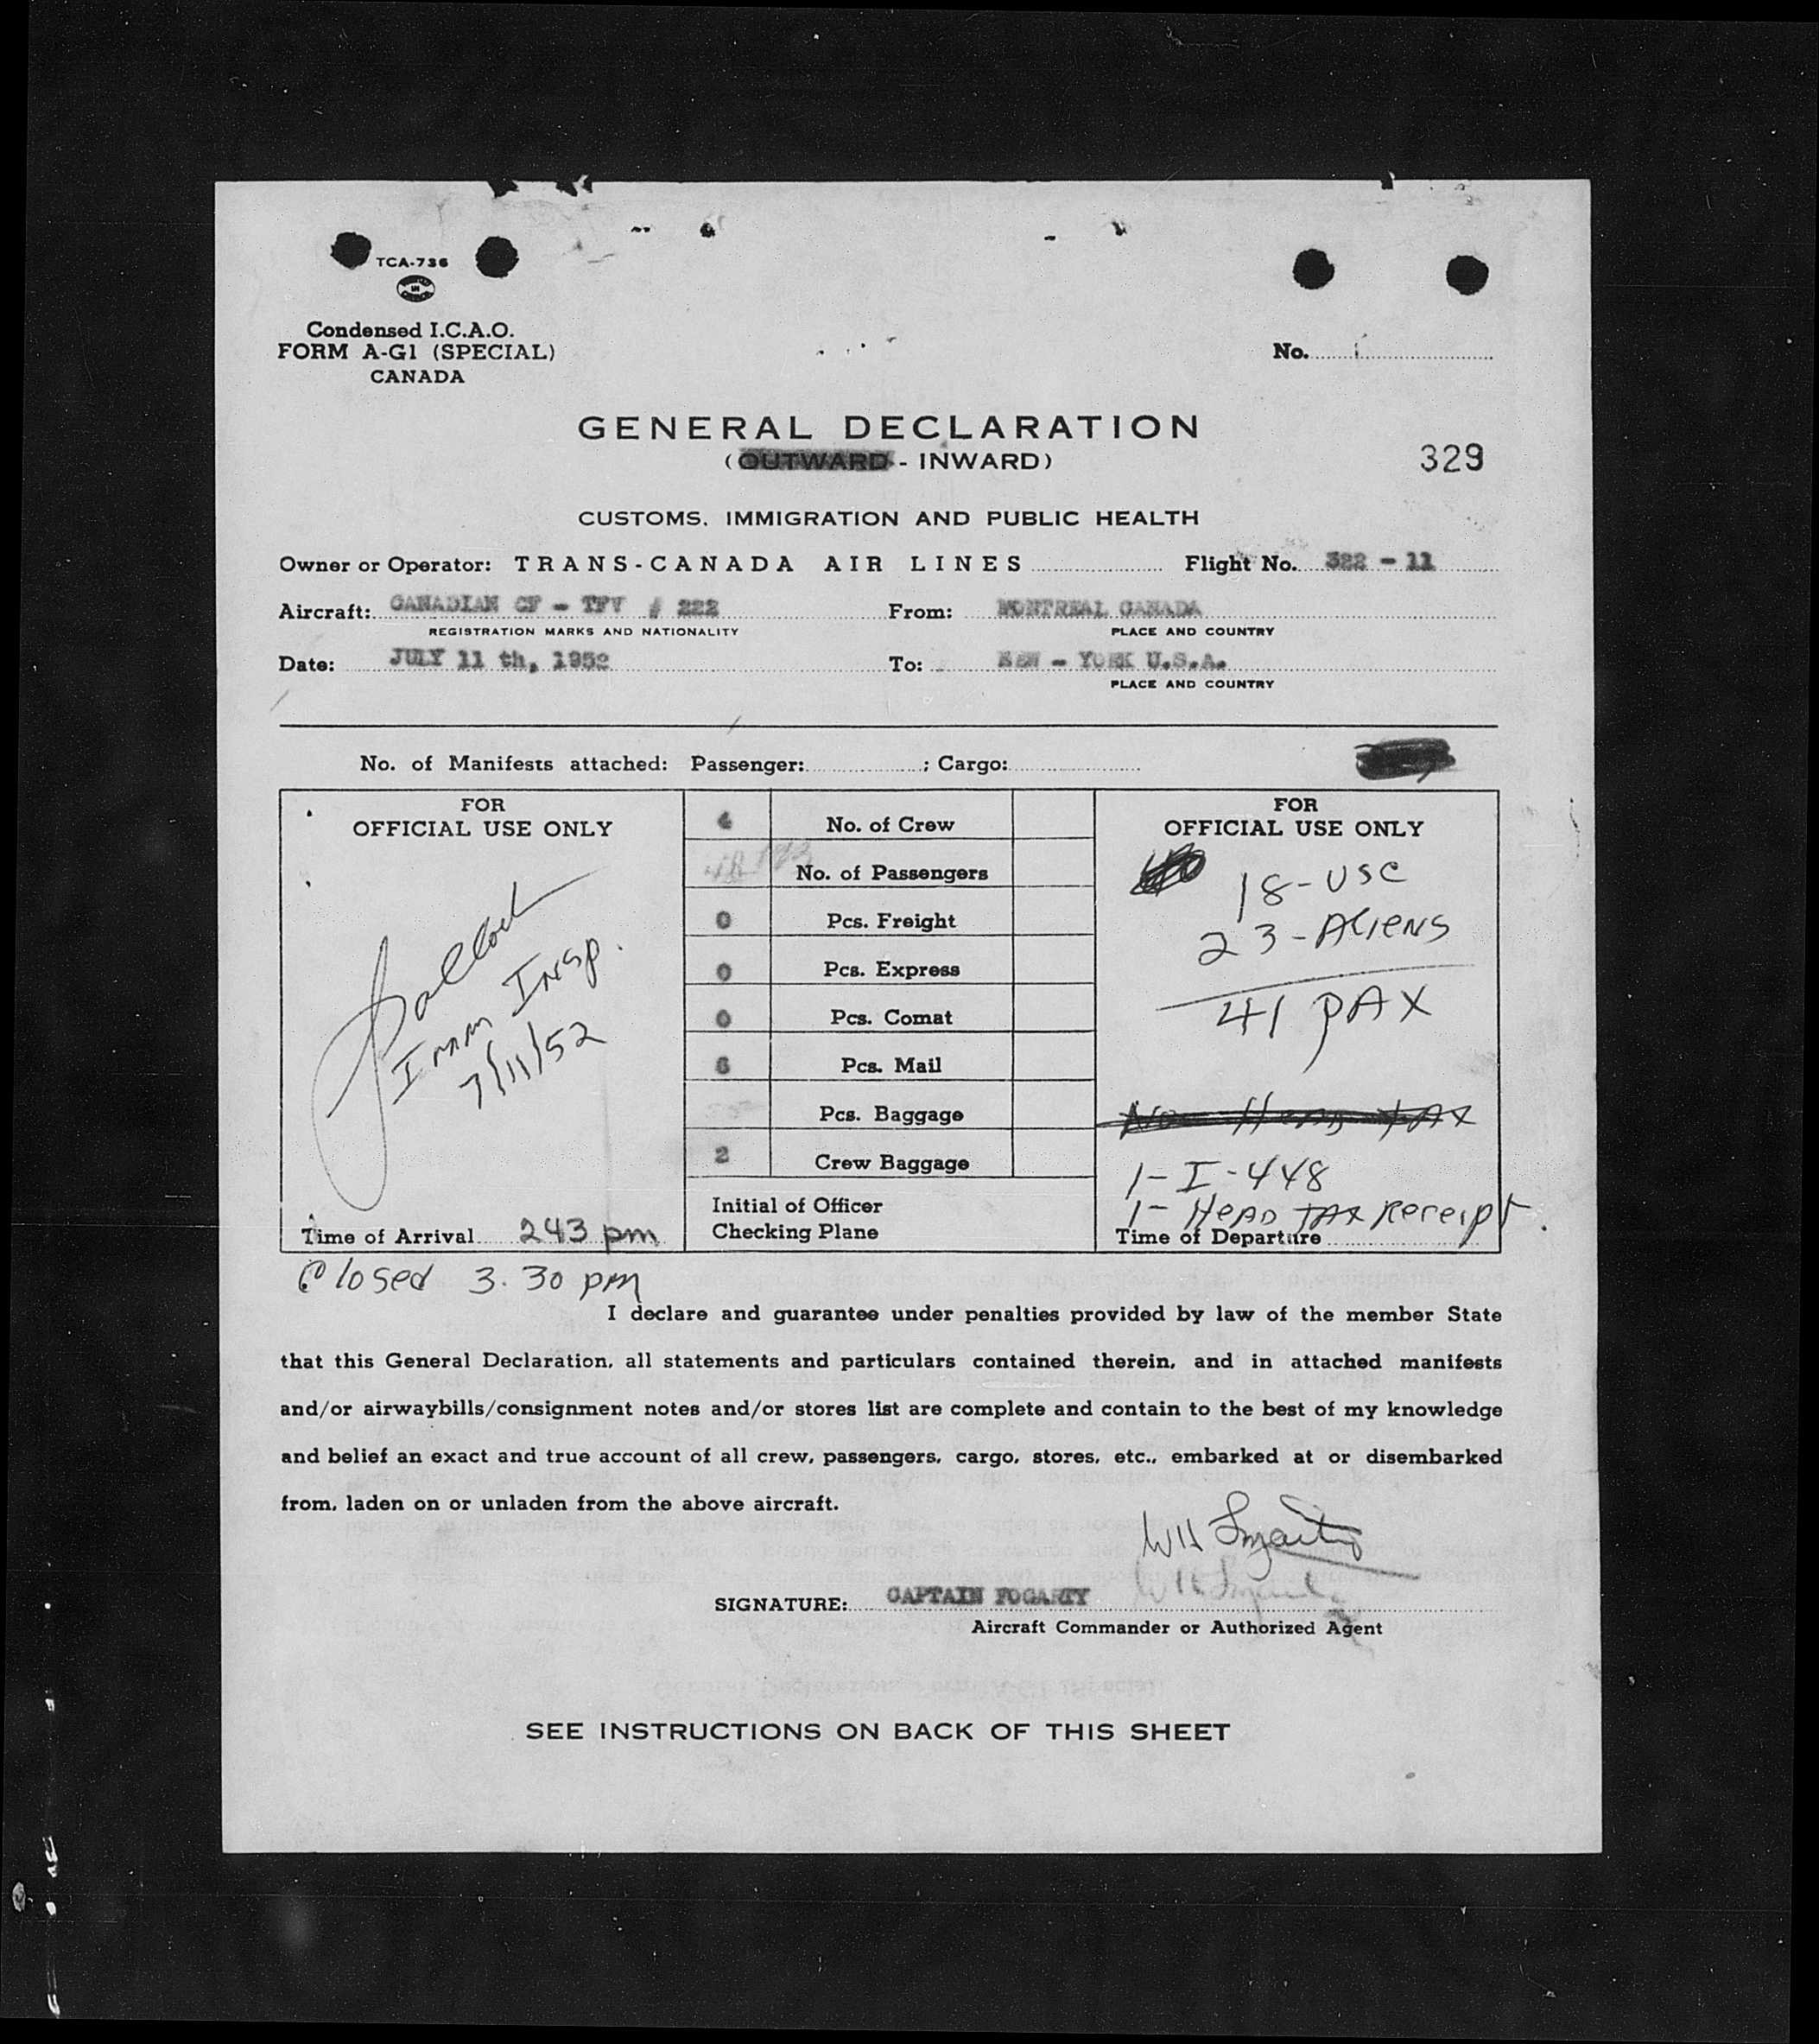 TCA-736
Condensed I.C.A.O.
FORM A-G1 (SPECIAL)
CANADA
No. 1
GENERAL DECLARATION
(OUTWARD - INWARD)
329
CUSTOMS, IMMIGRATION AND PUBLIC HEALTH
Owner or Operator: TRANS-CANADA AIR LINES Flight No. 322 - 11
Aircraft: CANADIAN CF - TFV # 222 From: MONTREAL CANADA
REGISTRATION MARKS AND NATIONALITY PLACE AND COUNTRY
Date: JULY 11 th, 1952 To: NEW - YORK U.S.A.
PLACE AND COUNTRY
No. of Manifests attached: Passenger: ; Cargo:
FOR
OFFICIAL USE ONLY
Imm Insp.
7/11/52
Time of Arrival 243 pm
Closed 3.30 pm
No. of Crew
No. of Passengers
0 Pcs. Freight
0 Pcs. Express
0 Pcs. Comat
6 Pcs. Mail
Pcs. Baggage
2 Crew Baggage
Initial of Officer
Checking Plane
FOR
OFFICIAL USE ONLY
18-USC
23-Aliens
41 PAX
1-I-448
1-Head Tax Receipt.
Time of Departure
I declare and guarantee under penalties provided by law of the member State
that this General Declaration, all statements and particulars contained therein, and in attached manifests
and/or airwaybills/consignment notes and/or stores list are complete and contain to the best of my knowledge
and belief an exact and true account of all crew, passengers, cargo, stores, etc., embarked at or disembarked
from, laden on or unladen from the above aircraft.
SIGNATURE: CAPTAIN FOGARTY
Aircraft Commander or Authorized Agent
SEE INSTRUCTIONS ON BACK OF THIS SHEET